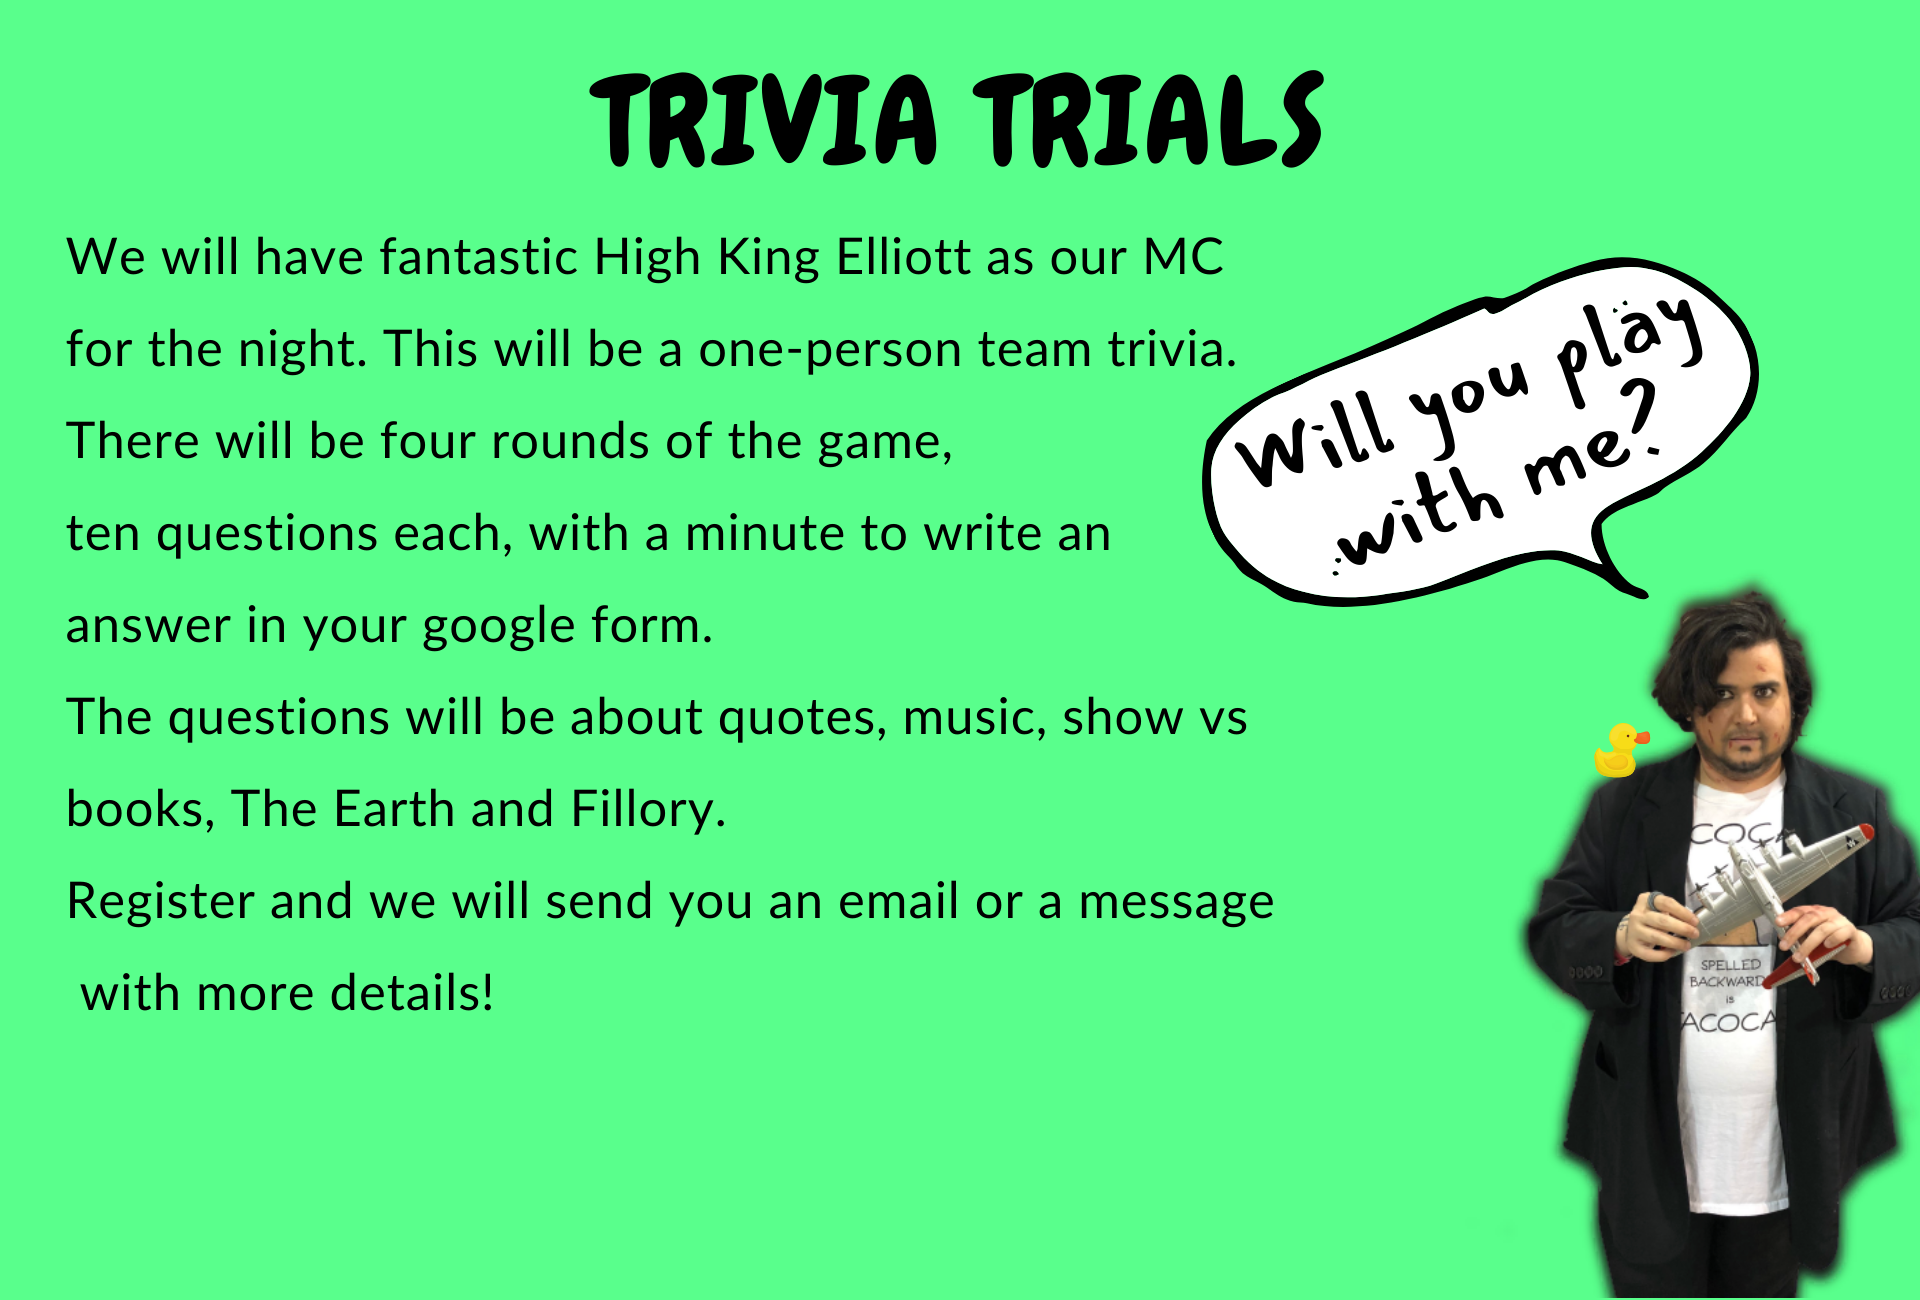 TRIVIA TRIALS
We will have fantastic High King Elliott as our MC
for the night. This will be a one-person team trivia.
There will be four rounds of the game,
ten questions each, with a minute to write an
answer in your google form.
The questions will be about quotes, music, show vs
books, The Earth and Fillory.
Register and we will send you an email or a message
with more details!
Will you play
with me?
SPELLED
BACKWARD
is